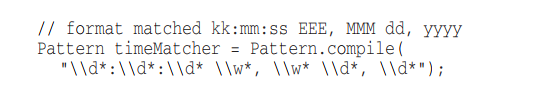 // format matched kk:mm:ss EEE, MMM dd, yyyy
Pattern timeMatcher = Pattern.compile(
"\\d*:\\d*:\\d* \\w*, \\w* \\d*, \\d*");